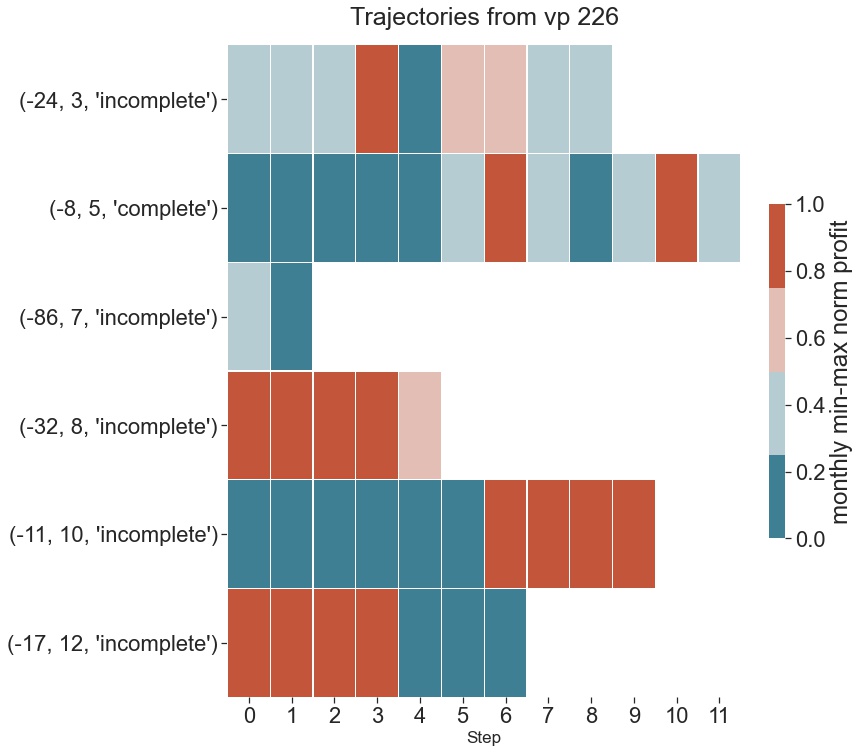 Trajectories from vp 226
(-24, 3, 'incomplete')
(-8, 5, 'complete')
(-86, 7, 'incomplete')
(-32, 8, 'incomplete')
(-11, 10, 'incomplete')
(-17, 12, 'incomplete')
0 1 2 3 4 5 6 7 8 9 10 11
Step
1.0
0.8
0.6
0.4
0.2
0.0
monthly min-max norm profit